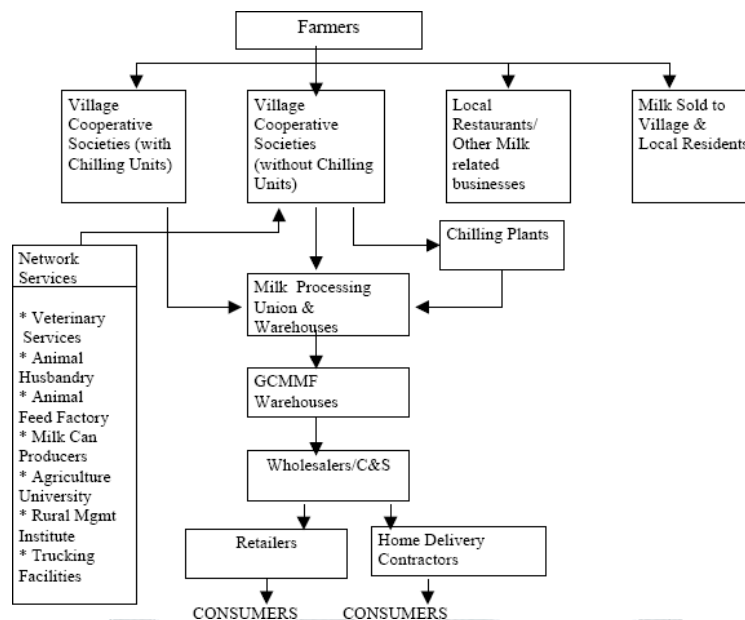 Farmers
Village
Cooperative
Societies (with
Chilling Units)
Village
Cooperative
Societies
(without Chilling
Units)
Local
Restaurants/
Other Milk
related
businesses
Milk Sold to
Village &
Local Residents
Chilling Plants
Network
Services
* Veterinary
Services
* Animal
Husbandry
* Animal
Feed Factory
* Milk Can
Producers
* Agriculture
University
* Rural Mgmt
Institute
* Trucking
Facilities
Milk Processing
Union &
Warehouses
GCMMF
Warehouses
Wholesalers/C&S
Retailers
Home Delivery
Contractors
CONSUMERS
CONSUMERS